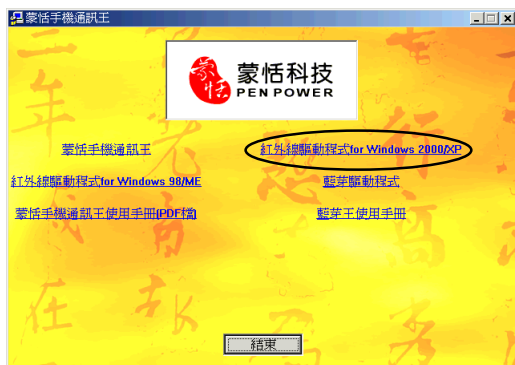 蒙恬手機通訊王
蒙恬
蒙恬科技
PENPOWER
蒙恬手機通訊王
紅外線驅動程式for Windows 2000/XP
紅外線驅動程式for Windows 98/ME
藍芽驅動程式
蒙恬手機通訊王使用手冊(PDF檔)
藍芽王使用手冊
結束